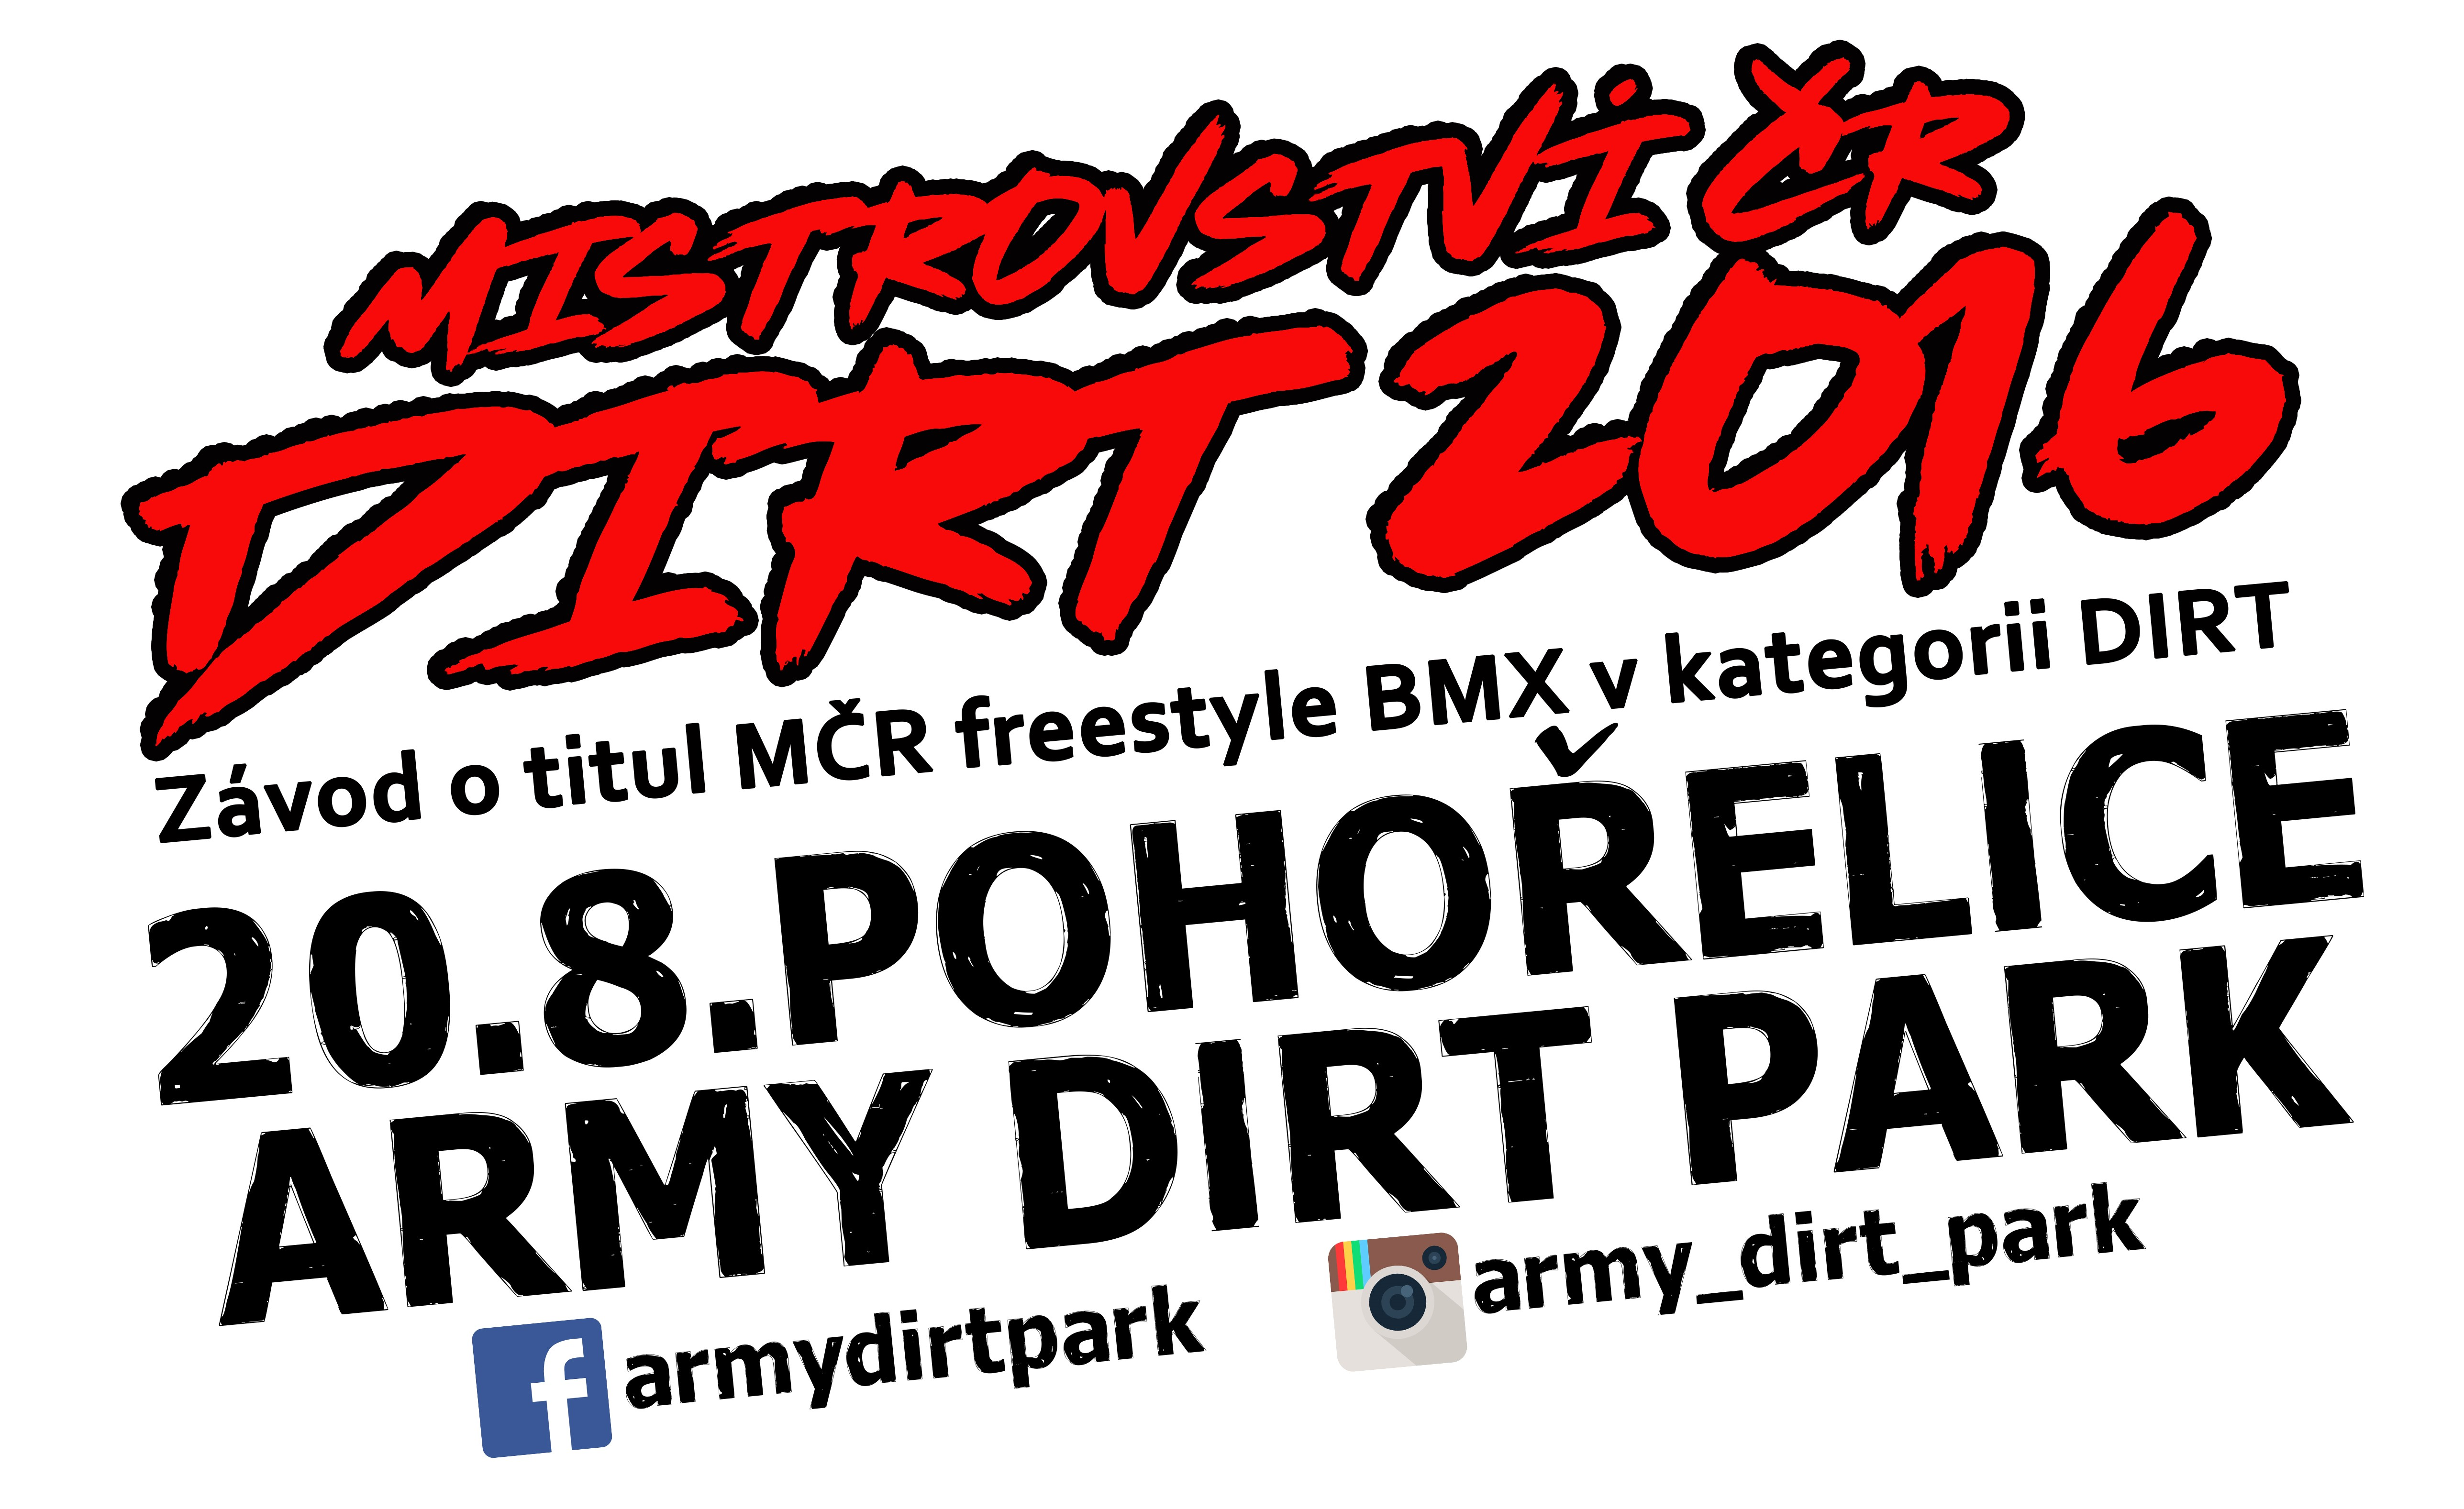 MISTROVSTVÍ ČR
DIRT 2016
Závod o titul MČR freestyle BMX v kategorii DIRT
20.8.POHOŘELICE
ARMY DIRT PARK
army_dirt_park
f armydirtpark